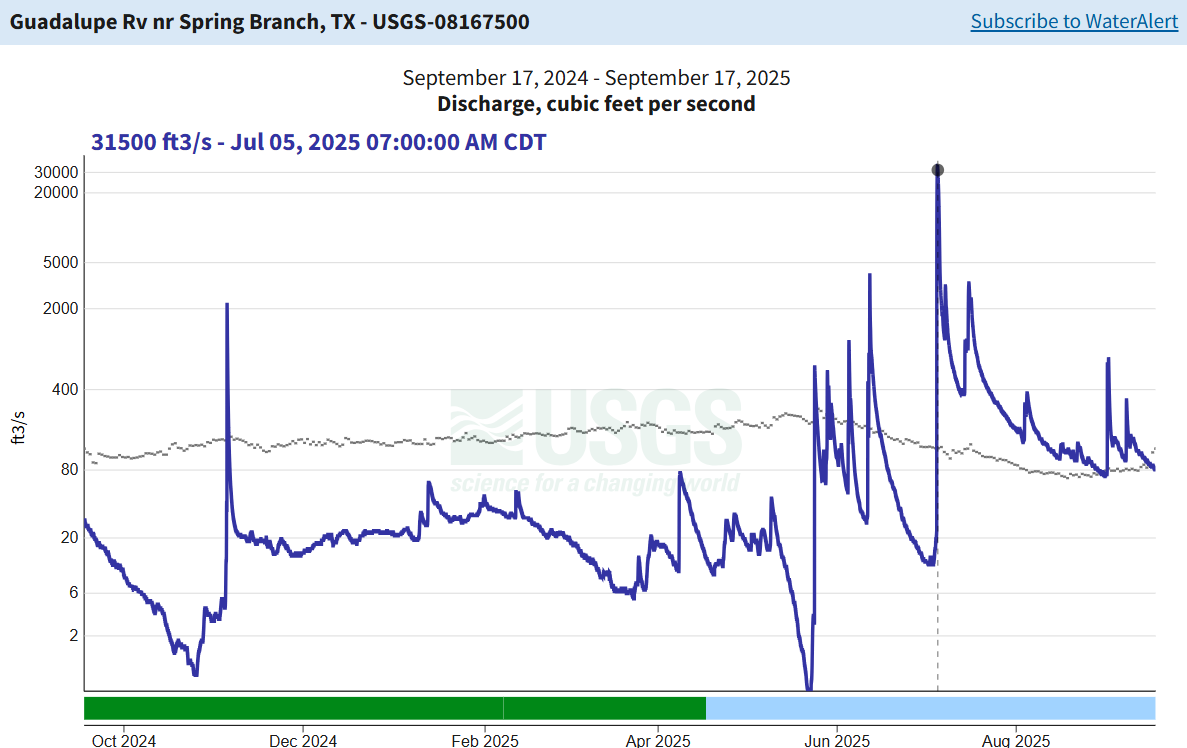 Guadalupe Rv nr Spring Branch, TX - USGS-08167500
Subscribe to WaterAlert
September 17, 2024 - September 17, 2025
Discharge, cubic feet per second
31500 ft3/s - Jul 05, 2025 07:00:00 AM CDT
30000
20000
5000
2000
400
80
20
6
2
ft3/s
USGS
science for a changing world
Oct 2024
Dec 2024
Feb 2025
Apr 2025
Jun 2025
Aug 2025